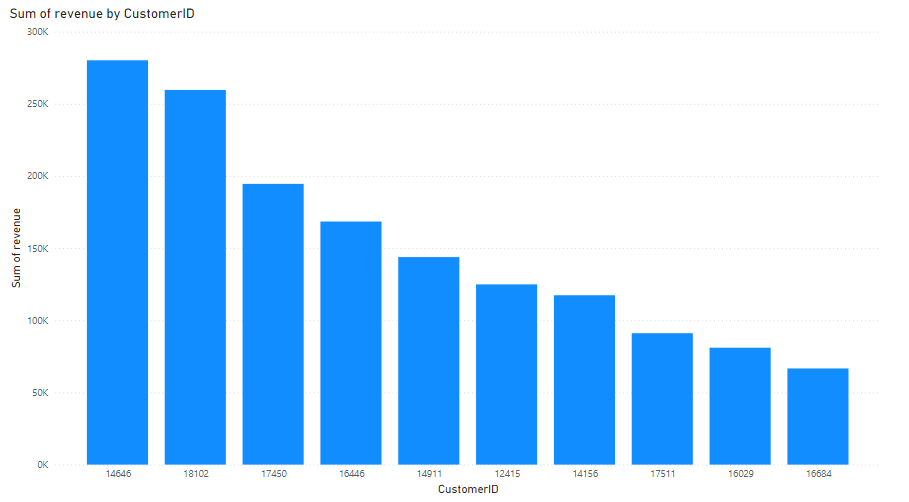 Sum of revenue by CustomerID
300K
250K
200K
150K
100K
50K
0K
Sum of revenue
14646 18102 17450 16446 14911 12415 14156 17511 16029 16684
CustomerID